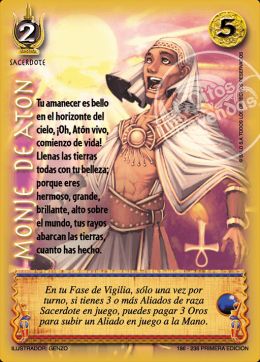 2
SACERDOTE
5
MONJE DE ATON
Tu amanecer es bello
en el horizonte del
cielo, ¡Oh, Atón vivo,
comienzo de vida!
Llenas las tierras
todas con tu belleza;
porque eres
hermoso, grande,
brillante, alto sobre
el mundo, tus rayos
abarcan las tierras,
cuanto has hecho.
En tu Fase de Vigilia, sólo una vez por
turno, si tienes 3 o más Aliados de raza
Sacerdote en juego, puedes pagar 3 Oros
para subir un Aliado en juego a la Mano.
ILUSTRADOR: GENZO
186 - 236 PRIMERA EDICION